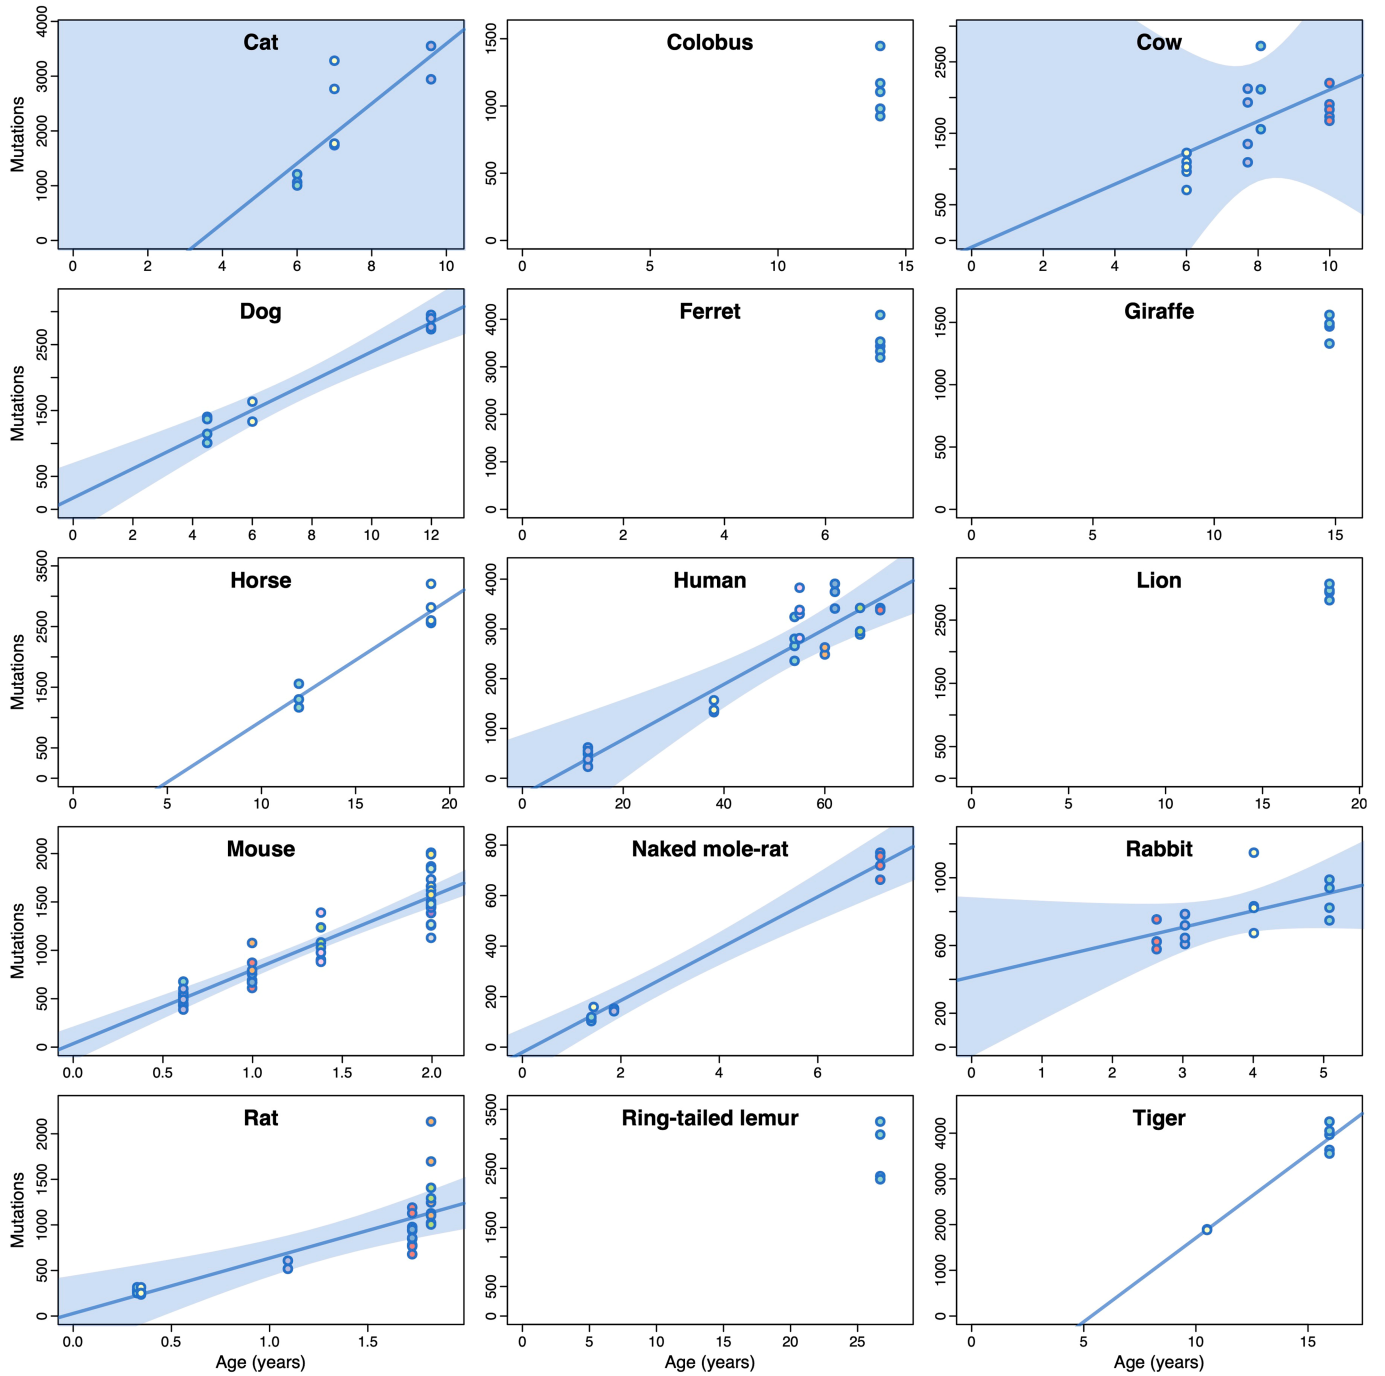 Cat
Mutations
0 1000 2000 3000 4000
0 2 4 6 8 10
Colobus
0 500 1000 1500
0 5 10 15
Cow
500 1500 2500
0
0 2 4 6 8 10
Dog
Mutations
0 500 1500 2500
0 2 4 6 8 10 12
Ferret
0 1000 2000 3000 4000
0 2 4 6
Giraffe
0 500 1000 1500
0 5 10 15
Horse
Mutations
0 500 1500 2500 3500
0 5 10 15 20
Human
0 1000 2000 3000 4000
0 20 40 60
Lion
0 500 1500 2500
0 5 10 15 20
Mouse
Mutations
0 500 1000 1500 2000
0.0 0.5 1.0 1.5 2.0
Naked mole-rat
0 200 400 600 800
0 2 4 6
Rabbit
0 200 600 1000
0 1 2 3 4 5
Rat
Mutations
0 500 1000 1500 2000
0.0 0.5 1.0 1.5
Age (years)
Ring-tailed lemur
0 500 1500 2500 3500
0 5 10 15 20 25
Age (years)
Tiger
0 1000 2000 3000 4000
0 5 10 15
Age (years)